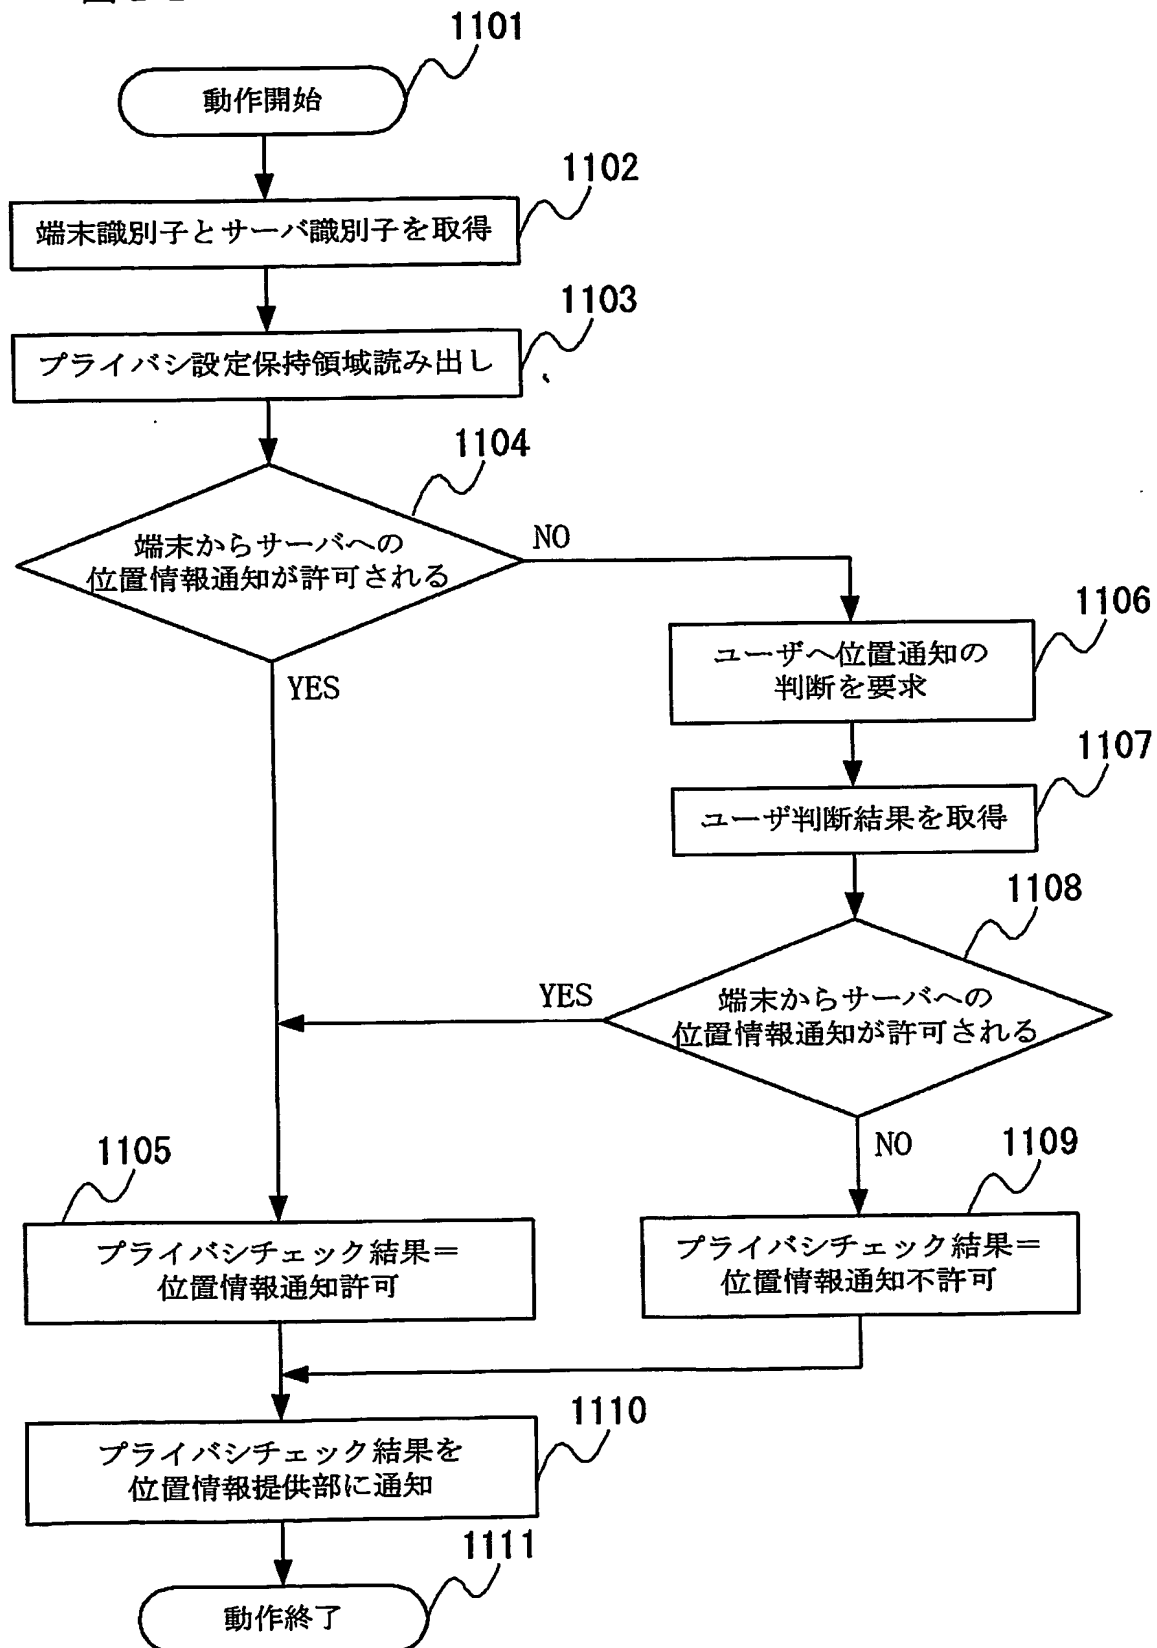 1101
動作開始
1102
端末識別子とサーバ識別子を取得
1103
プライバシ設定保持領域読み出し
1104
端末からサーバへの
位置情報通知が許可される
NO
YES
1106
ユーザへ位置通知の
判断を要求
1107
ユーザ判断結果を取得
1108
端末からサーバへの
位置情報通知が許可される
YES
NO
1105
プライバシチェック結果＝
位置情報通知許可
1109
プライバシチェック結果＝
位置情報通知不許可
1110
プライバシチェック結果を
位置情報提供部に通知
1111
動作終了